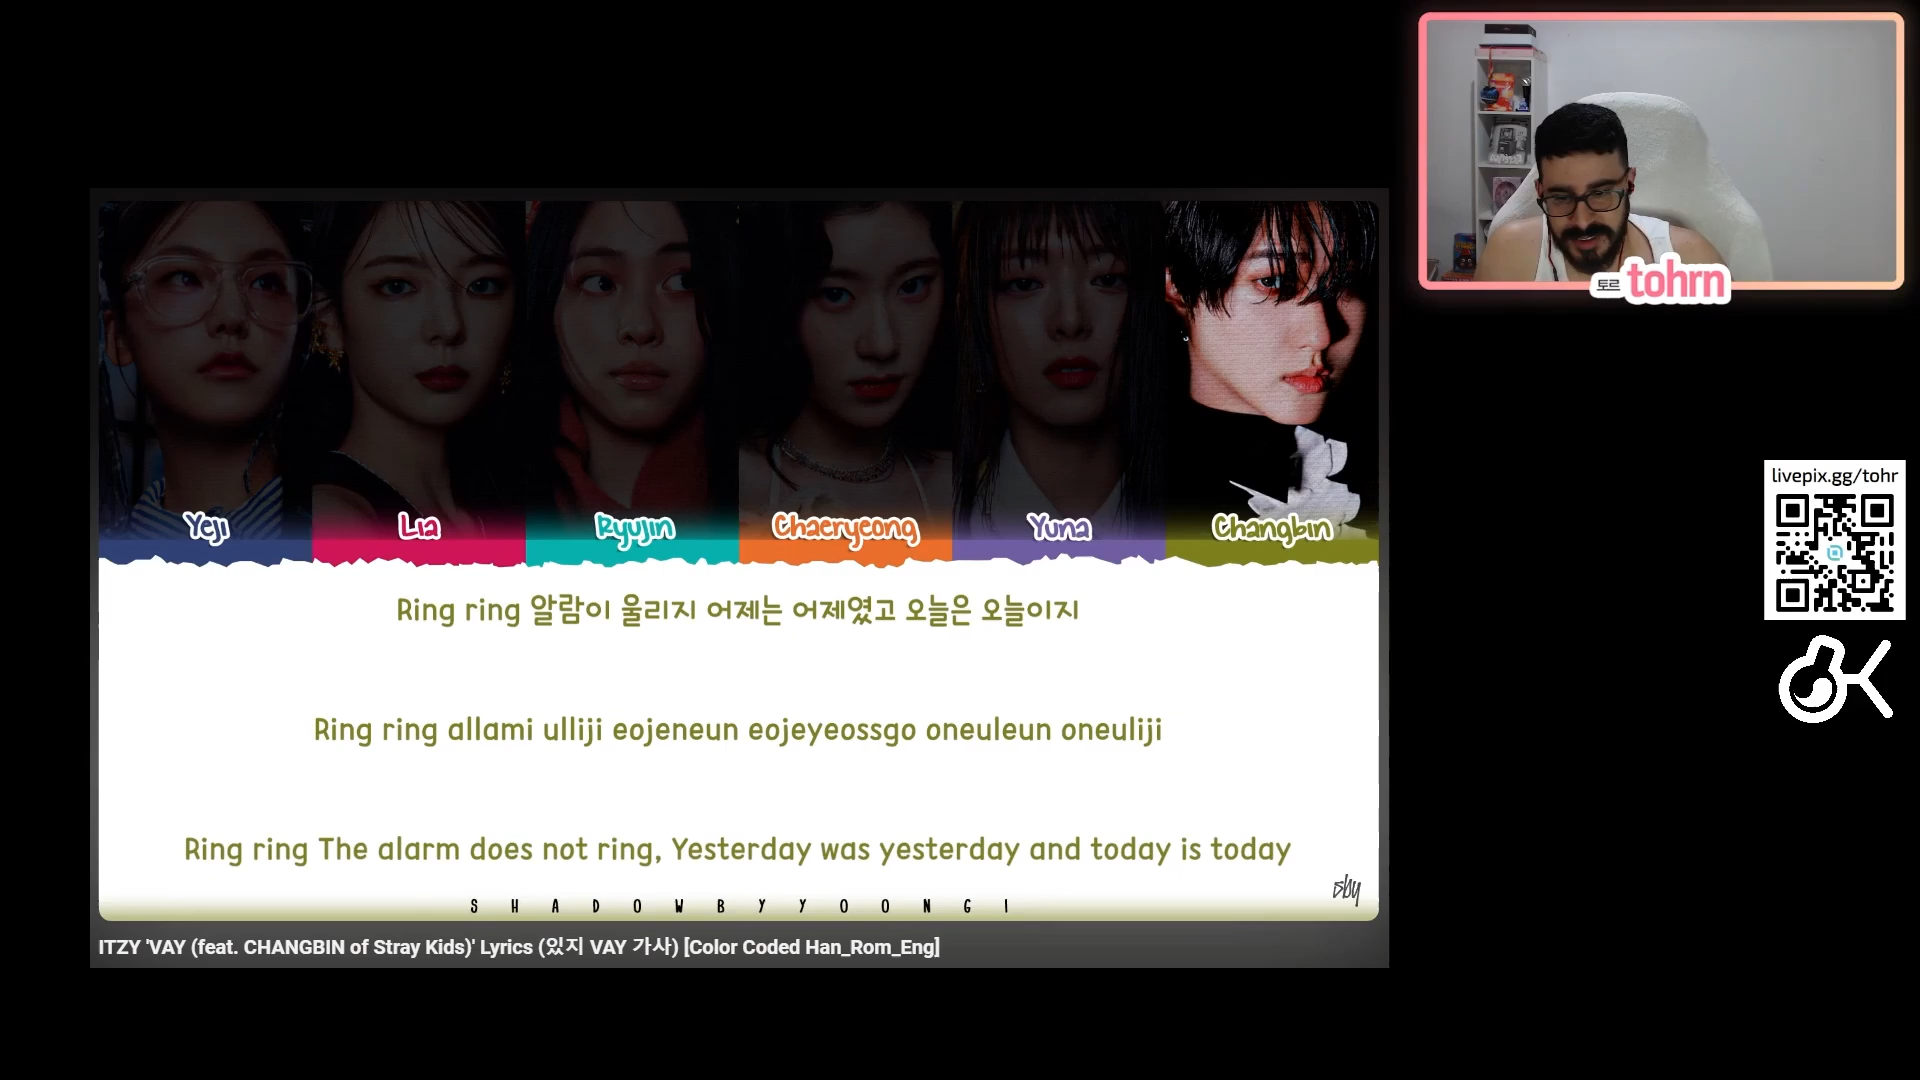 토르 tohrn
livepix.gg/tohr
Yeji Lia Ryujin Chaeryeong Yuna Changbin
Ring ring 알람이 울리지 어제는 어제였고 오늘은 오늘이지
Ring ring allami ulliji eojeneun eojeyeossgo oneuleun oneuliji
Ring ring The alarm does not ring, Yesterday was yesterday and today is today
sby
SHADOWBYYOONGI
ITZY 'VAY (feat. CHANGBIN of Stray Kids)' Lyrics (있지 VAY 가사) [Color Coded Han_Rom_Eng]